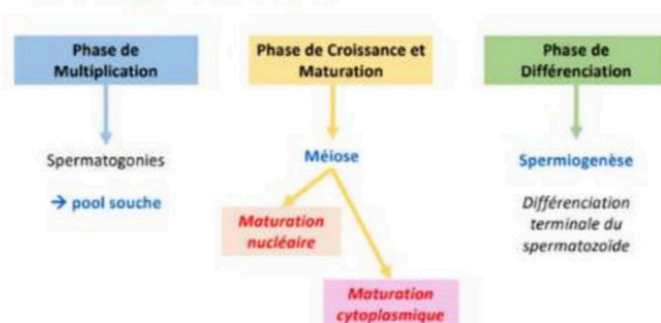 Phase de
Multiplication
Spermatogonies
→ pool souche
Phase de Croissance et
Maturation
Méiose
Maturation
nucléaire
Maturation
cytoplasmique
Phase de
Différenciation
Spermiogenèse
Différenciation
terminale du
spermatozoïde